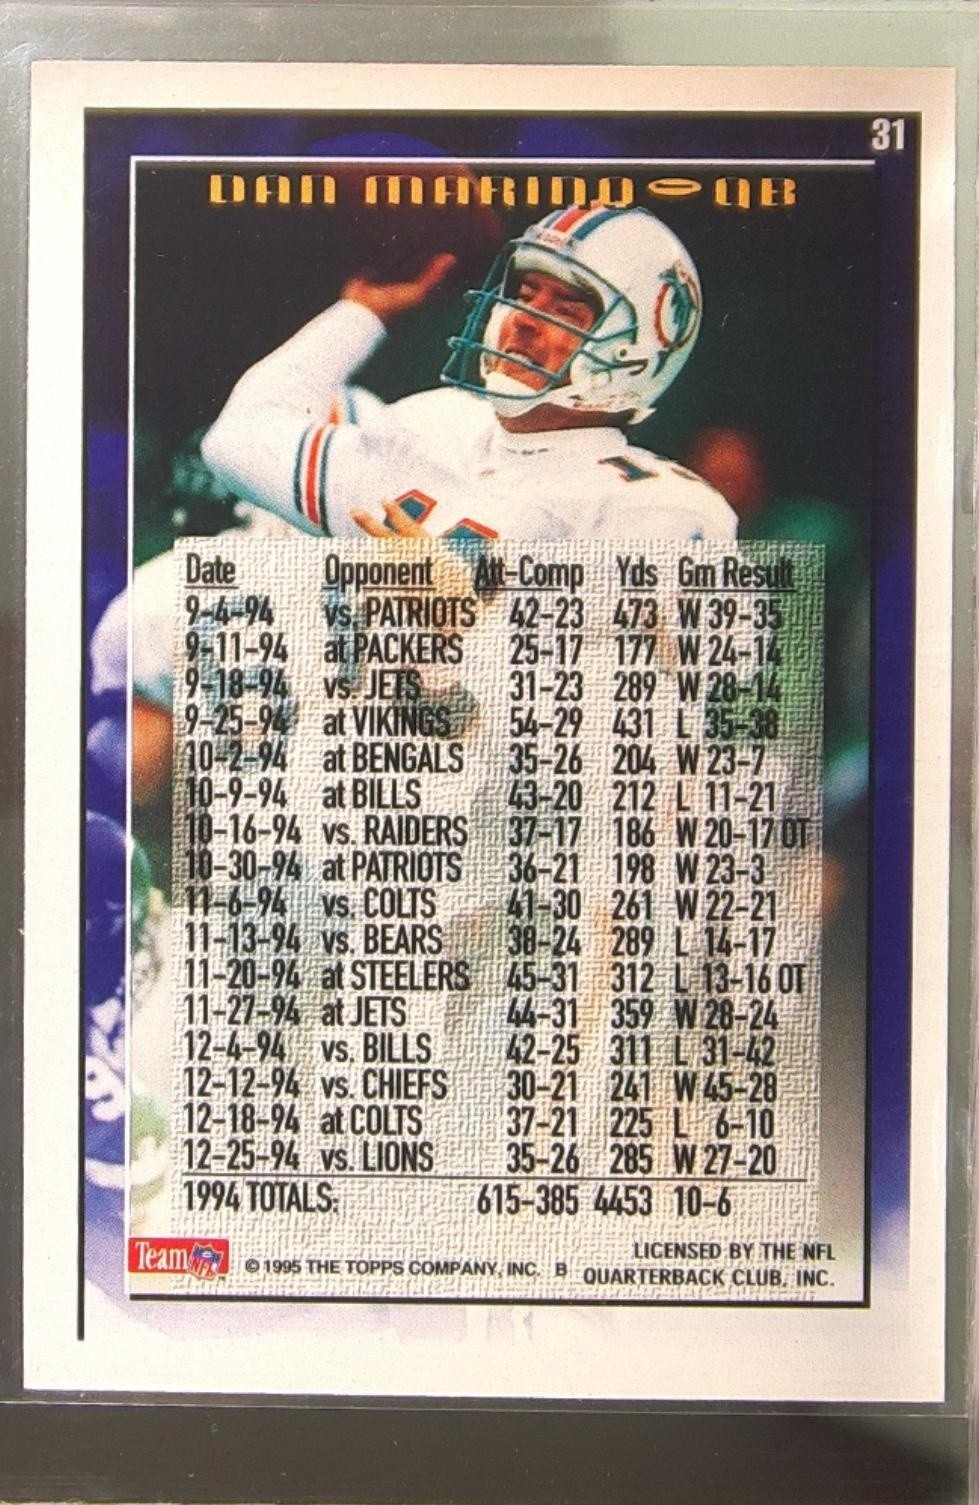 31
DAN MARINO QB
Date Opponent Att-Comp Yds Gm Result
9-4-94 vs. PATRIOTS 42-23 473 W 39-35
9-11-94 at PACKERS 25-17 177 W 24-14
9-18-94 vs. JETS 31-23 289 W 28-14
9-25-94 at VIKINGS 54-29 431 L 35-38
10-2-94 at BENGALS 35-26 204 W 23-7
10-9-94 at BILLS 43-20 212 L 11-21
10-16-94 vs. RAIDERS 37-17 186 W 20-17 OT
10-30-94 at PATRIOTS 36-21 198 W 23-3
11-6-94 vs. COLTS 41-30 261 W 22-21
11-13-94 vs. BEARS 38-24 289 L 14-17
11-20-94 at STEELERS 45-31 312 L 13-16 OT
11-27-94 at JETS 44-31 359 W 28-24
12-4-94 vs. BILLS 42-25 311 L 31-42
12-12-94 vs. CHIEFS 30-21 241 W 45-28
12-18-94 at COLTS 37-21 225 L 6-10
12-25-94 vs. LIONS 35-26 285 W 27-20
1994 TOTALS: 615-385 4453 10-6
Team NFL
© 1995 THE TOPPS COMPANY, INC. B
LICENSED BY THE NFL
QUARTERBACK CLUB, INC.